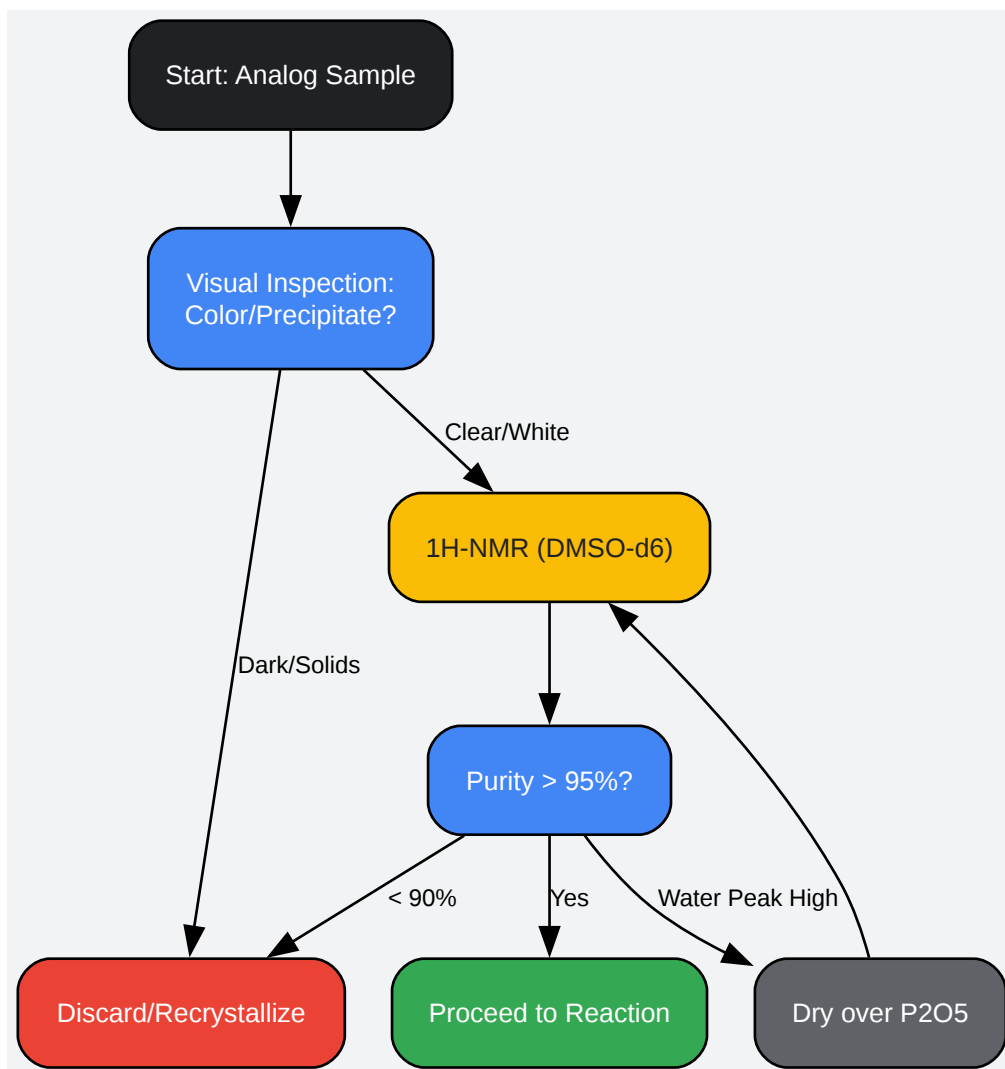 Start: Analog Sample
Visual Inspection:
Color/Precipitate?
Clear/White
1H-NMR (DMSO-d6)
Dark/Solids
Purity > 95%?
< 90%
Yes
Water Peak High
Discard/Recrystallize
Proceed to Reaction
Dry over P2O5